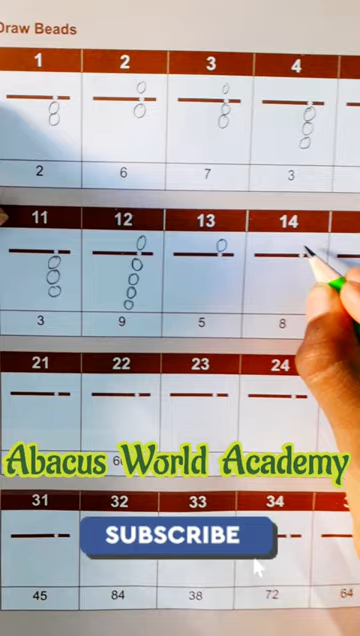 Draw Beads
1 2 3 4
2 6 7 3
11 12 13 14
3 9 5 8
21 22 23 24
Abacus World Academy
31 32 33 34
SUBSCRIBE
45 84 38 72 64